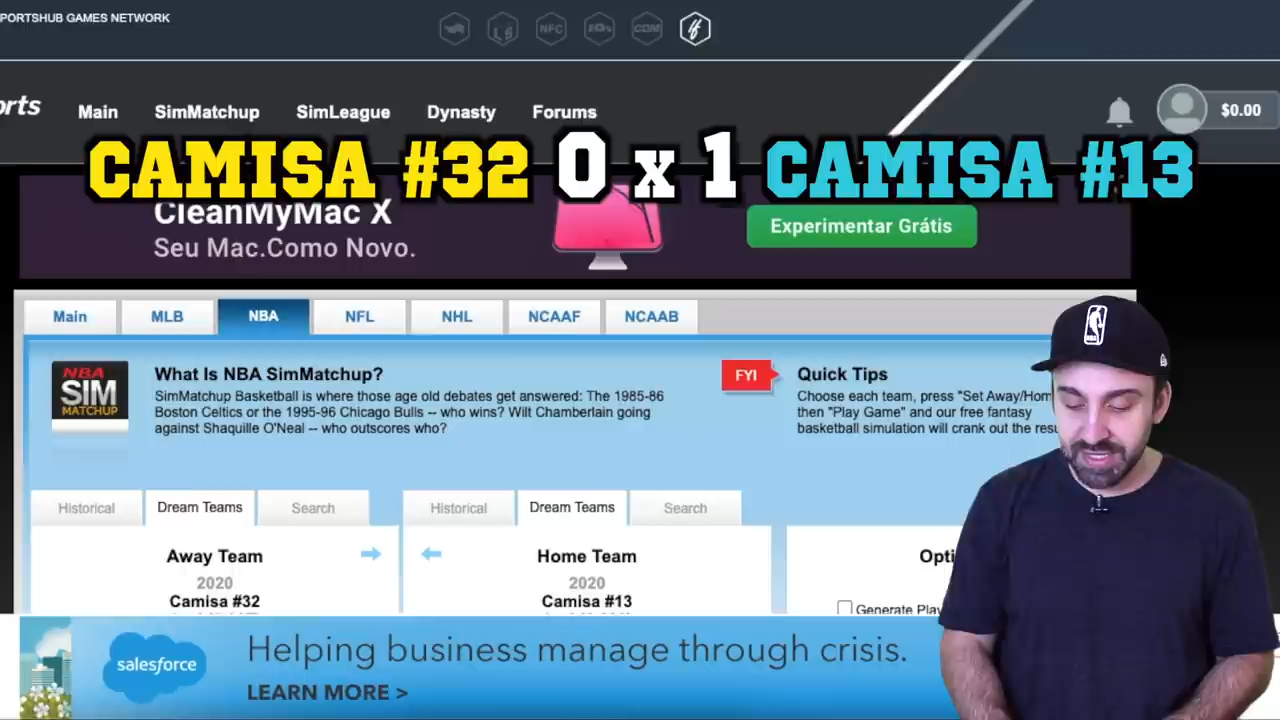 PORTSHUB GAMES NETWORK
NFC
CDM
orts
Main
SimMatchup
SimLeague
Dynasty
Forums
$0.00
CAMISA #32 0 x 1 CAMISA #13
CleanMyMac X
Seu Mac.Como Novo.
Experimentar Grátis
Main
MLB
NBA
NFL
NHL
NCAAF
NCAAB
NBA
SIM
MATCHUP
What Is NBA SimMatchup?
SimMatchup Basketball is where those age old debates get answered: The 1985-86
Boston Celtics or the 1995-96 Chicago Bulls -- who wins? Wilt Chamberlain going
against Shaquille O'Neal -- who outscores who?
FYI
Quick Tips
Choose each team, press "Set Away/Hom
then "Play Game" and our free fantasy
basketball simulation will crank out the resu
NBA
Historical
Dream Teams
Search
Historical
Dream Teams
Search
Away Team
2020
Camisa #32
Home Team
2020
Camisa #13
Opti
Generate Play
salesforce
Helping business manage through crisis.
LEARN MORE >